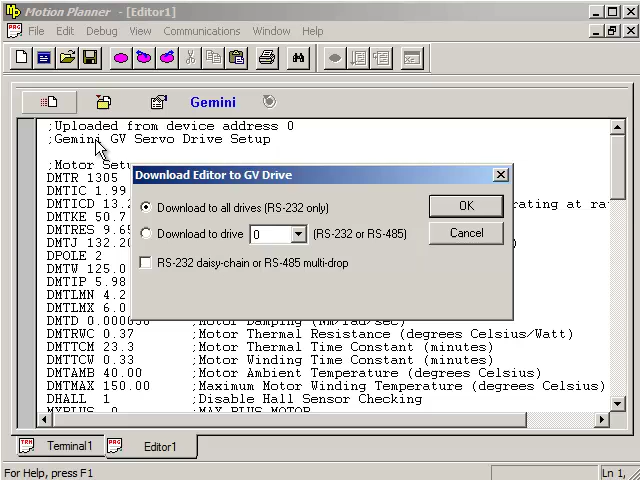 Motion Planner - [Editor1]
File Edit Debug View Communications Window Help
Gemini
;Uploaded from device address 0
;Gemini GV Servo Drive Setup
;Motor Setu
DMTR 1305
DMTIC 1.99
DMTICD 13.2
rating at ra
DMTKE 50.7
DMTRES 9.65
DMTJ 132.20
DPOLE 2
DMTW 125.0
DMTIP 5.98
DMTLMN 4.2
DMTLMX 6.0
DMTD 0.000030 ;Motor Damping (Nm/rad/sec)
DMTRWC 0.37 ;Motor Thermal Resistance (degrees Celsius/Watt)
DMTTCM 23.3 ;Motor Thermal Time Constant (minutes)
DMTTCW 0.33 ;Motor Winding Time Constant (minutes)
DMTAMB 40.00 ;Motor Ambient Temperature (degrees Celsius)
DMTMAX 150.00 ;Maximum Motor Winding Temperature (degrees Celsius)
DHALL 1 ;Disable Hall Sensor Checking
Download Editor to GV Drive
Download to all drives (RS-232 only)
OK
Download to drive 0 (RS-232 or RS-485)
Cancel
RS-232 daisy-chain or RS-485 multi-drop
Terminal1 Editor1
For Help, press F1
Ln 1,